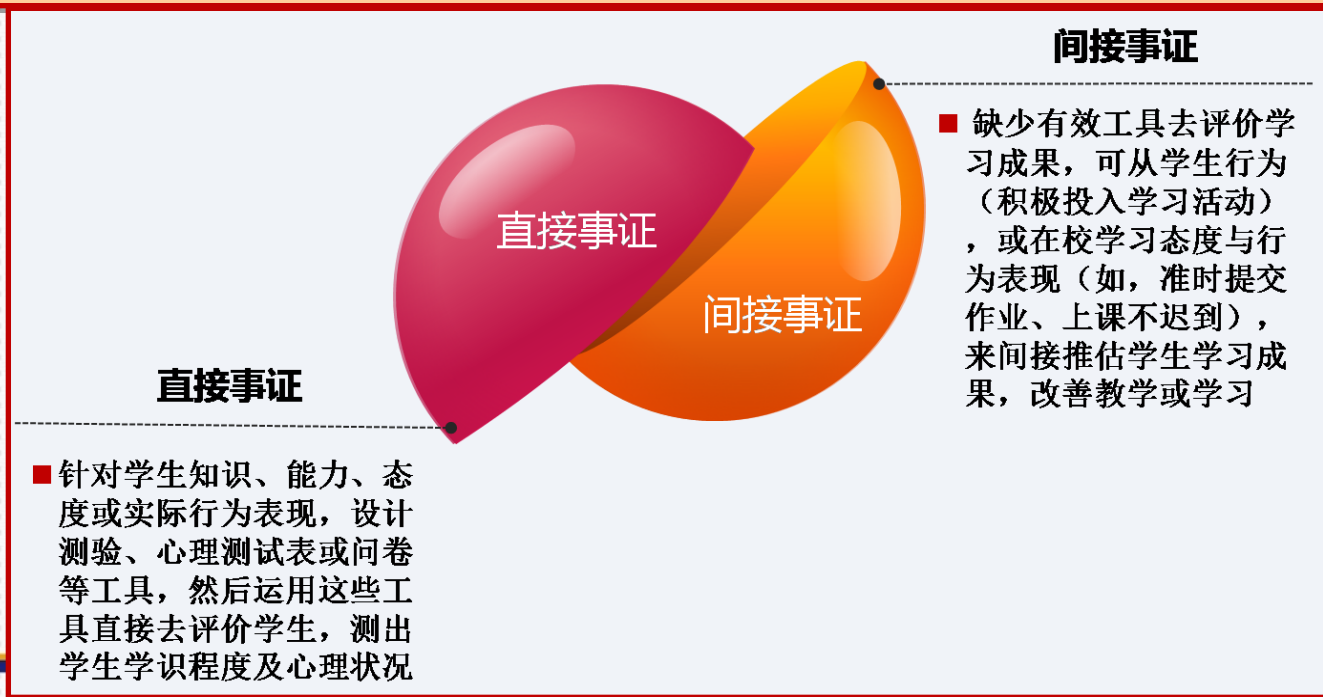 间接事证
■ 缺少有效工具去评价学
习成果，可从学生行为
（积极投入学习活动）
，或在校学习态度与行
为表现（如，准时提交
作业、上课不迟到），
来间接推估学生学习成
果，改善教学或学习
直接事证
间接事证
直接事证
■ 针对学生知识、能力、态
度或实际行为表现，设计
测验、心理测试表或问卷
等工具，然后运用这些工
具直接去评价学生，测出
学生学识程度及心理状况